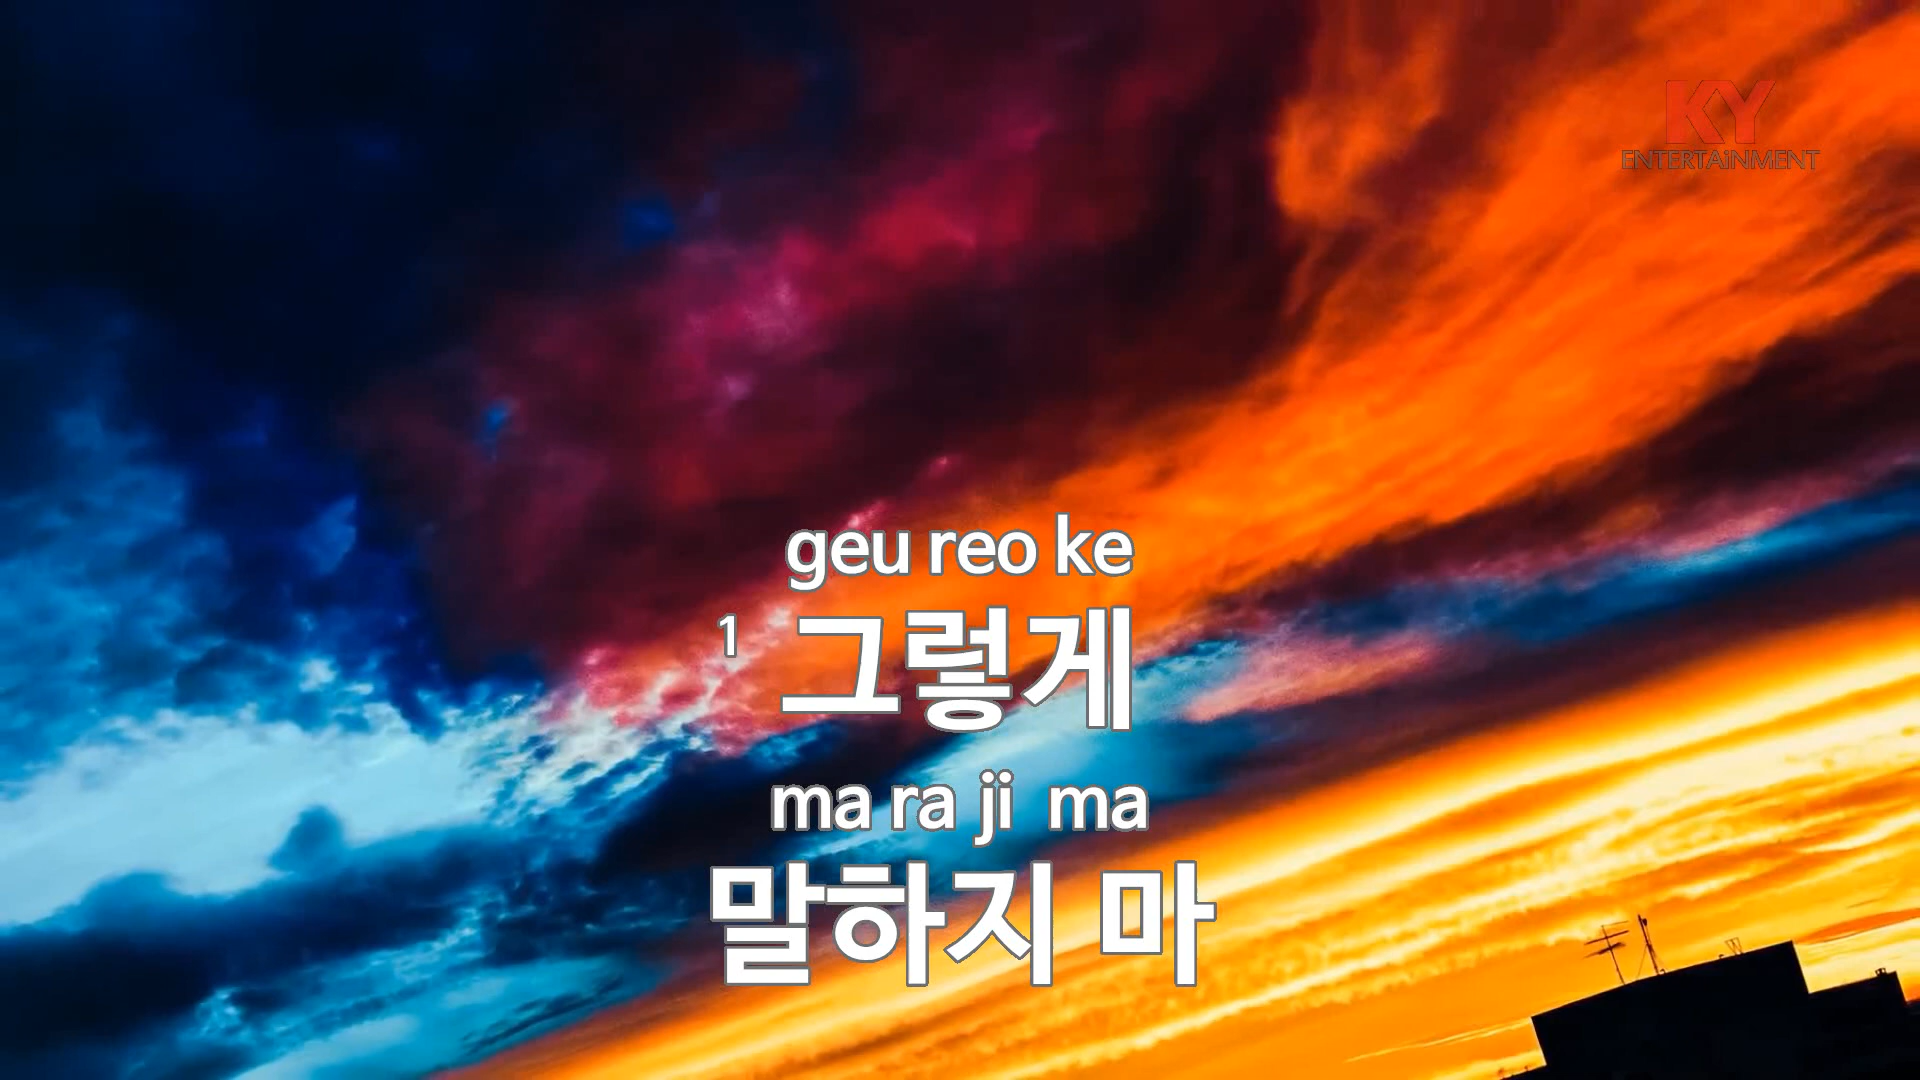 KY
ENTERTAiNMENT
geu reo ke
1 그렇게
ma ra ji ma
말하지 마